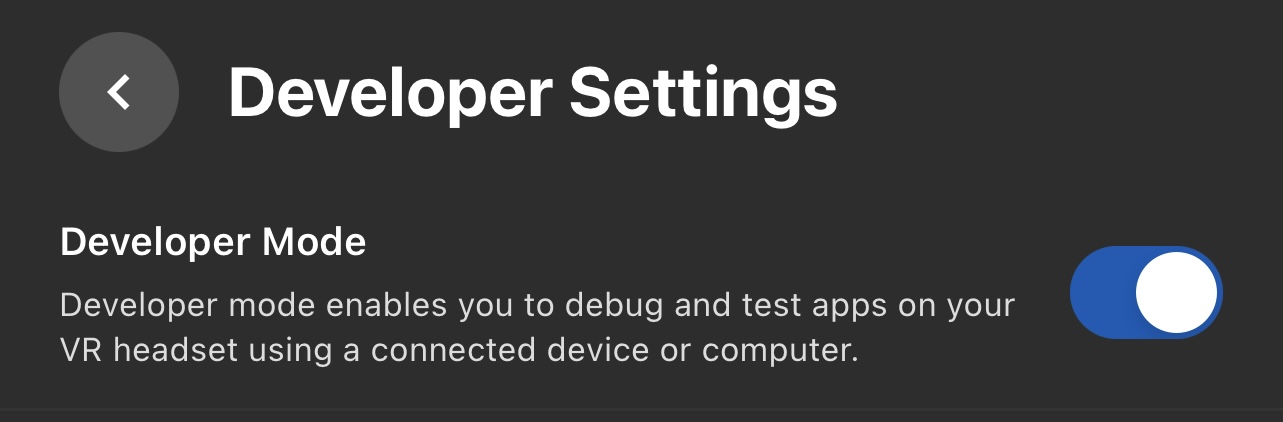 Developer Settings
Developer Mode
Developer mode enables you to debug and test apps on your
VR headset using a connected device or computer.